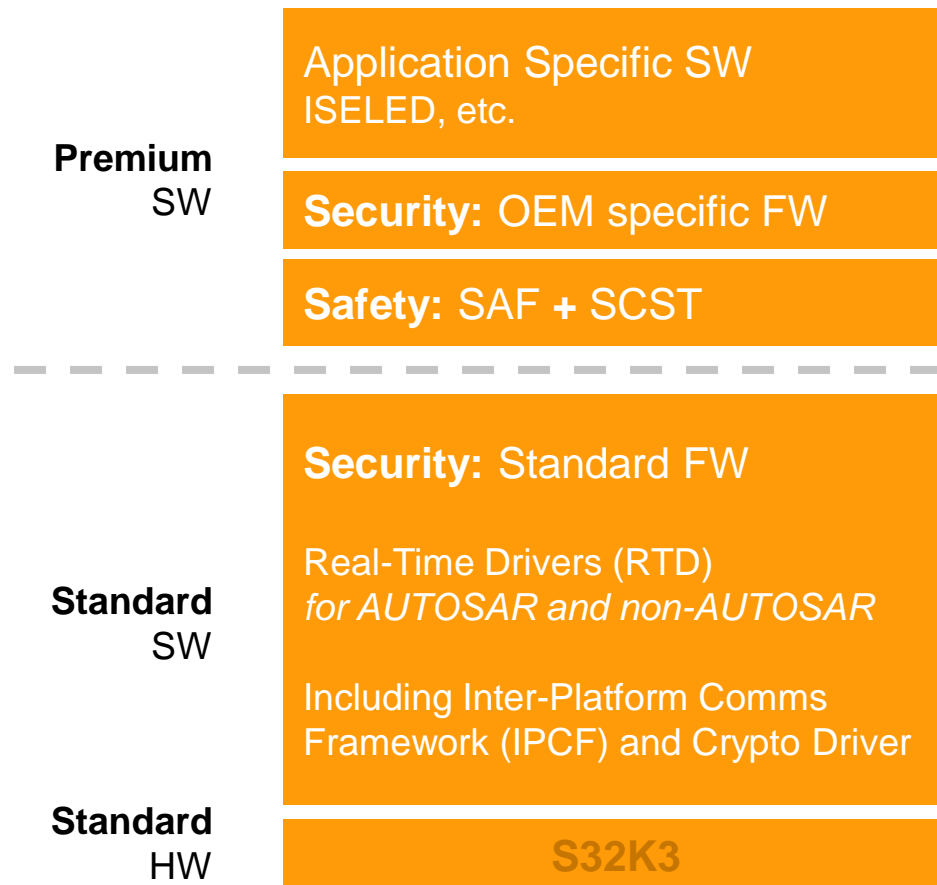 Application Specific SW
ISELED, etc.
Premium
SW
Security: OEM specific FW
Safety: SAF + SCST
Security: Standard FW
Real-Time Drivers (RTD)
for AUTOSAR and non-AUTOSAR
Standard
SW
Including Inter-Platform Comms
Framework (IPCF) and Crypto Driver
Standard
HW
S32K3